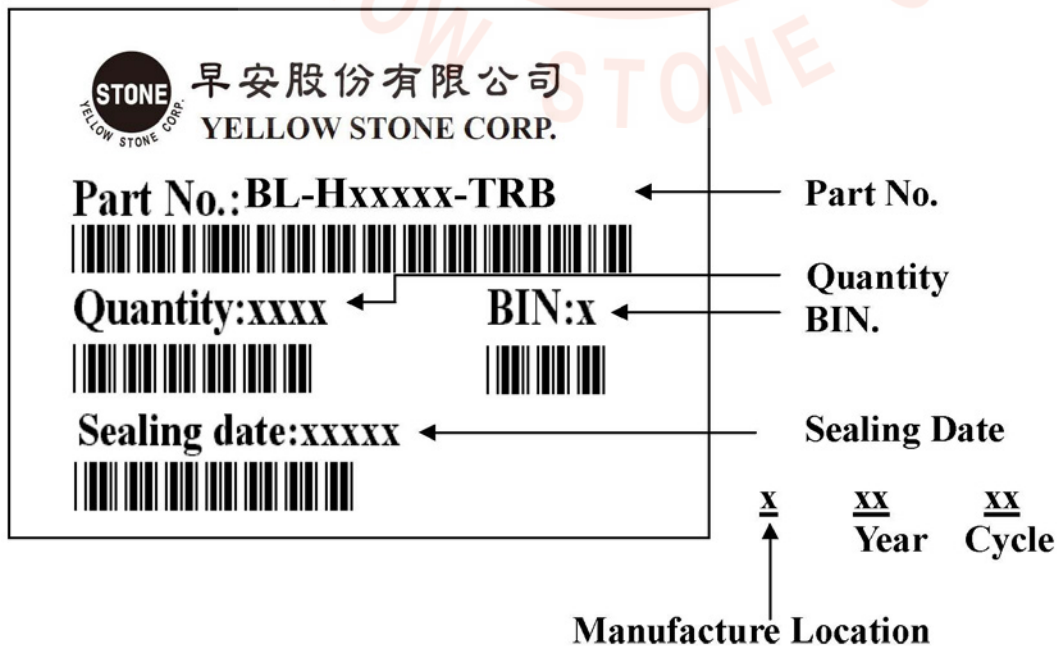 OW STONE
STONE
YELLOW STONE CORP.
早安股份有限公司
YELLOW STONE CORP.
Part No.:BL-Hxxxxx-TRB
Part No.
Quantity:xxxx
BIN:x
Quantity
BIN.
Sealing date:xxxxx
Sealing Date
x xx xx
Year Cycle
Manufacture Location